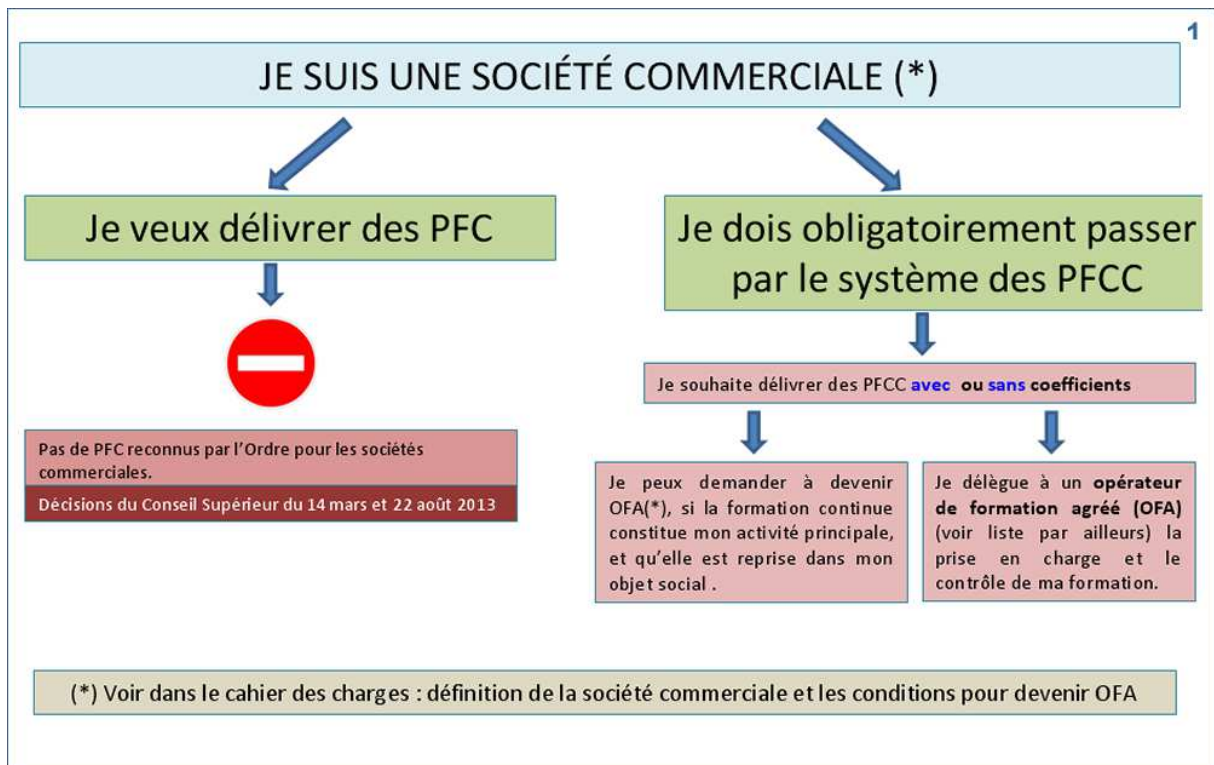 1
JE SUIS UNE SOCIÉTÉ COMMERCIALE (*)
Je veux délivrer des PFC
Pas de PFC reconnus par l'Ordre pour les sociétés
commerciales.
Décisions du Conseil Supérieur du 14 mars et 22 août 2013
Je dois obligatoirement passer
par le système des PFCC
Je souhaite délivrer des PFCC avec ou sans coefficients
Je peux demander à devenir
OFA(*), si la formation continue
constitue mon activité principale,
et qu'elle est reprise dans mon
objet social .
Je délègue à un opérateur
de formation agréé (OFA)
(voir liste par ailleurs) la
prise en charge et le
contrôle de ma formation.
(*) Voir dans le cahier des charges : définition de la société commerciale et les conditions pour devenir OFA